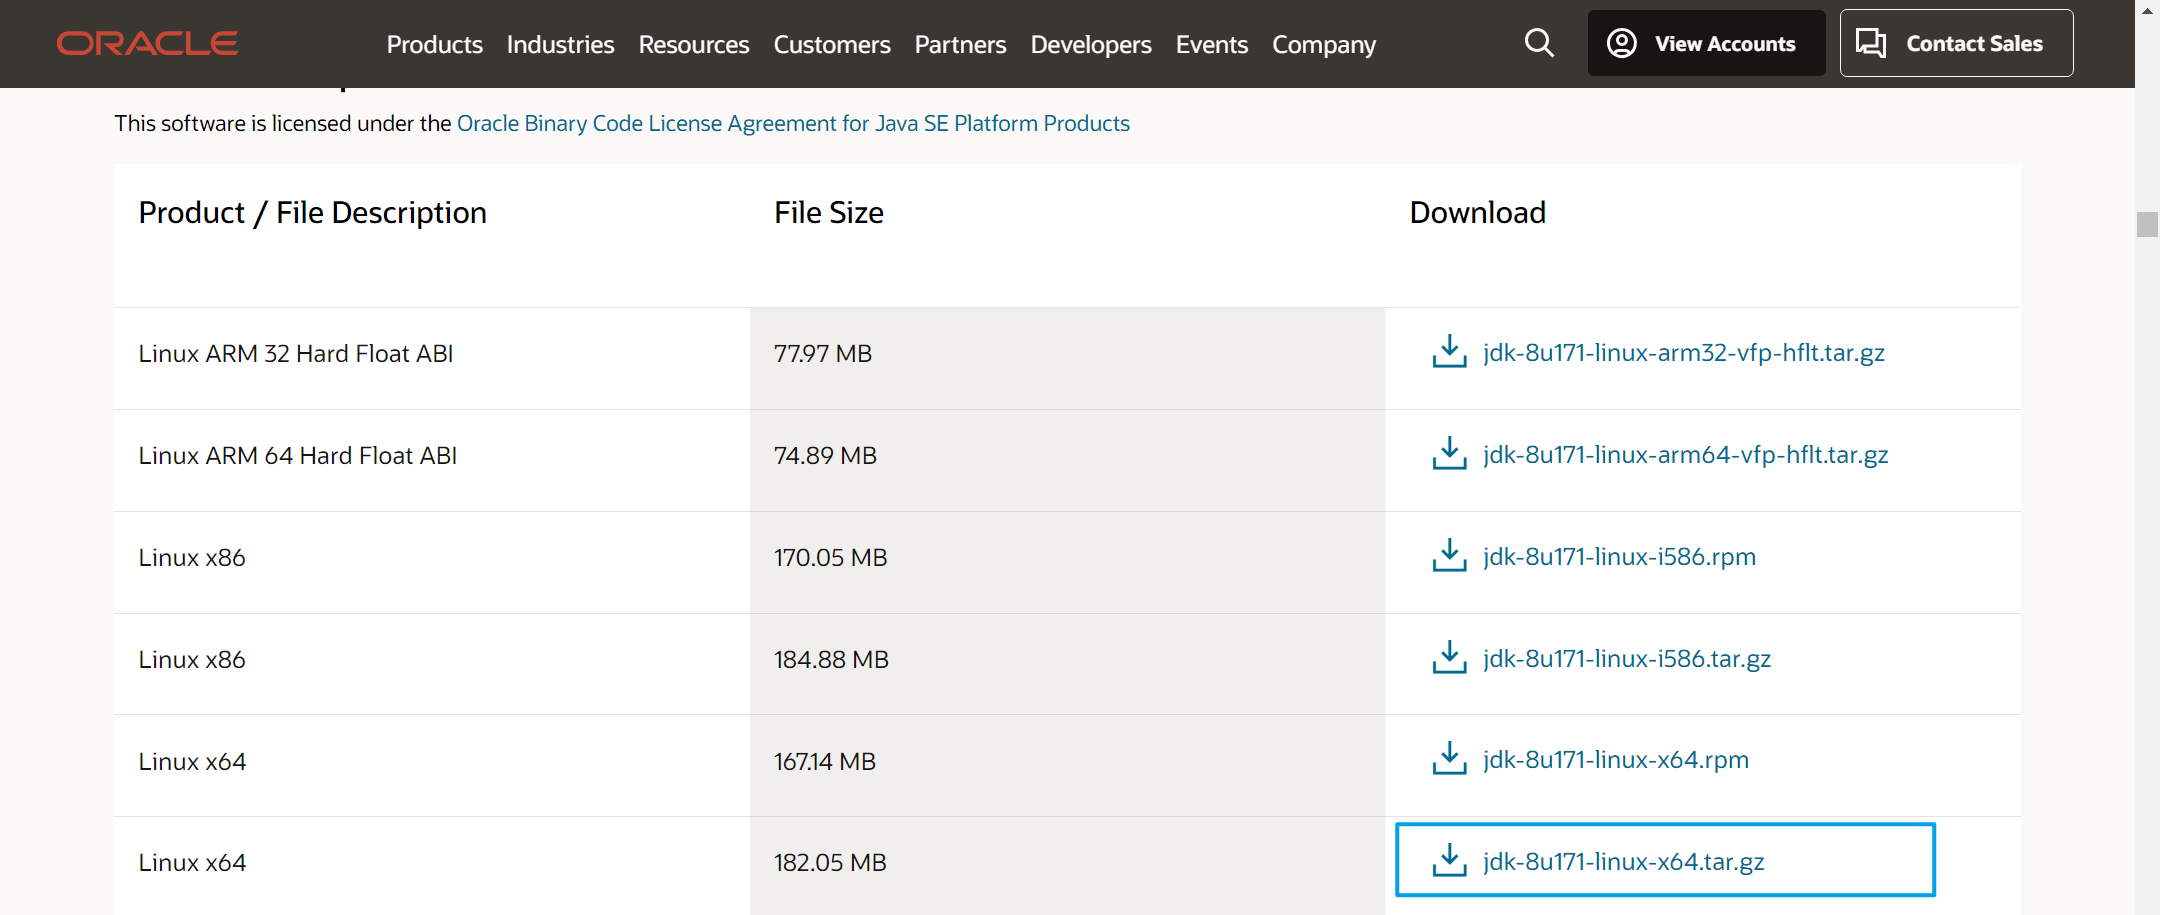 ORACLE Products Industries Resources Customers Partners Developers Events Company View Accounts Contact Sales
This software is licensed under the Oracle Binary Code License Agreement for Java SE Platform Products
Product / File Description File Size Download
Linux ARM 32 Hard Float ABI 77.97 MB jdk-8u171-linux-arm32-vfp-hflt.tar.gz
Linux ARM 64 Hard Float ABI 74.89 MB jdk-8u171-linux-arm64-vfp-hflt.tar.gz
Linux x86 170.05 MB jdk-8u171-linux-i586.rpm
Linux x86 184.88 MB jdk-8u171-linux-i586.tar.gz
Linux x64 167.14 MB jdk-8u171-linux-x64.rpm
Linux x64 182.05 MB jdk-8u171-linux-x64.tar.gz